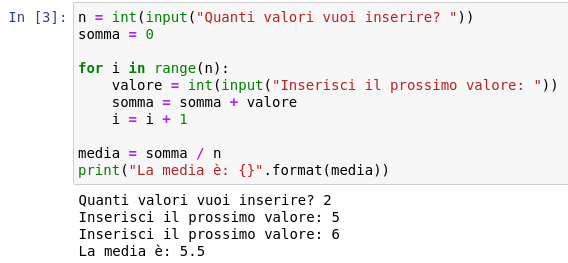 In [3]: n = int(input("Quanti valori vuoi inserire? "))
somma = 0
for i in range(n):
    valore = int(input("Inserisci il prossimo valore: "))
    somma = somma + valore
    i = i + 1
media = somma / n
print("La media è: {}".format(media))
Quanti valori vuoi inserire? 2
Inserisci il prossimo valore: 5
Inserisci il prossimo valore: 6
La media è: 5.5